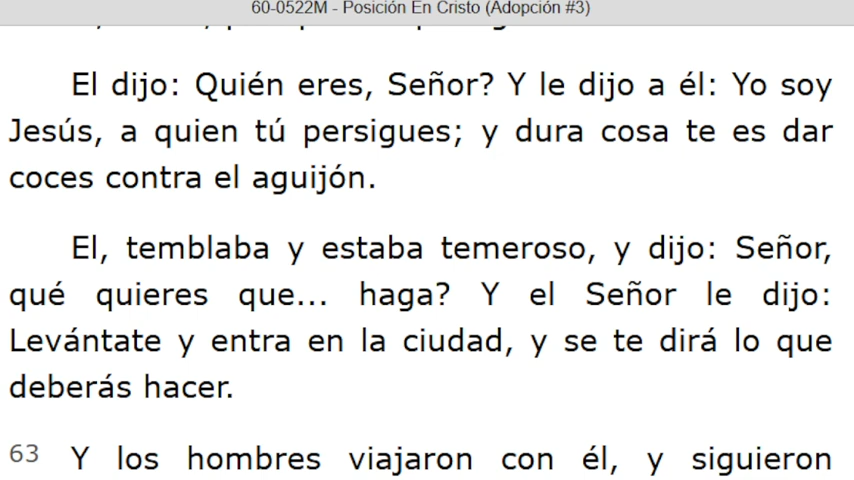 60-0522M - Posición En Cristo (Adopción #3)
El dijo: Quién eres, Señor? Y le dijo a él: Yo soy
Jesús, a quien tú persigues; y dura cosa te es dar
coces contra el aguijón.
El, temblaba y estaba temeroso, y dijo: Señor,
qué quieres que... haga? Y el Señor le dijo:
Levántate y entra en la ciudad, y se te dirá lo que
deberás hacer.
63 Y los hombres viajaron con él, y siguieron